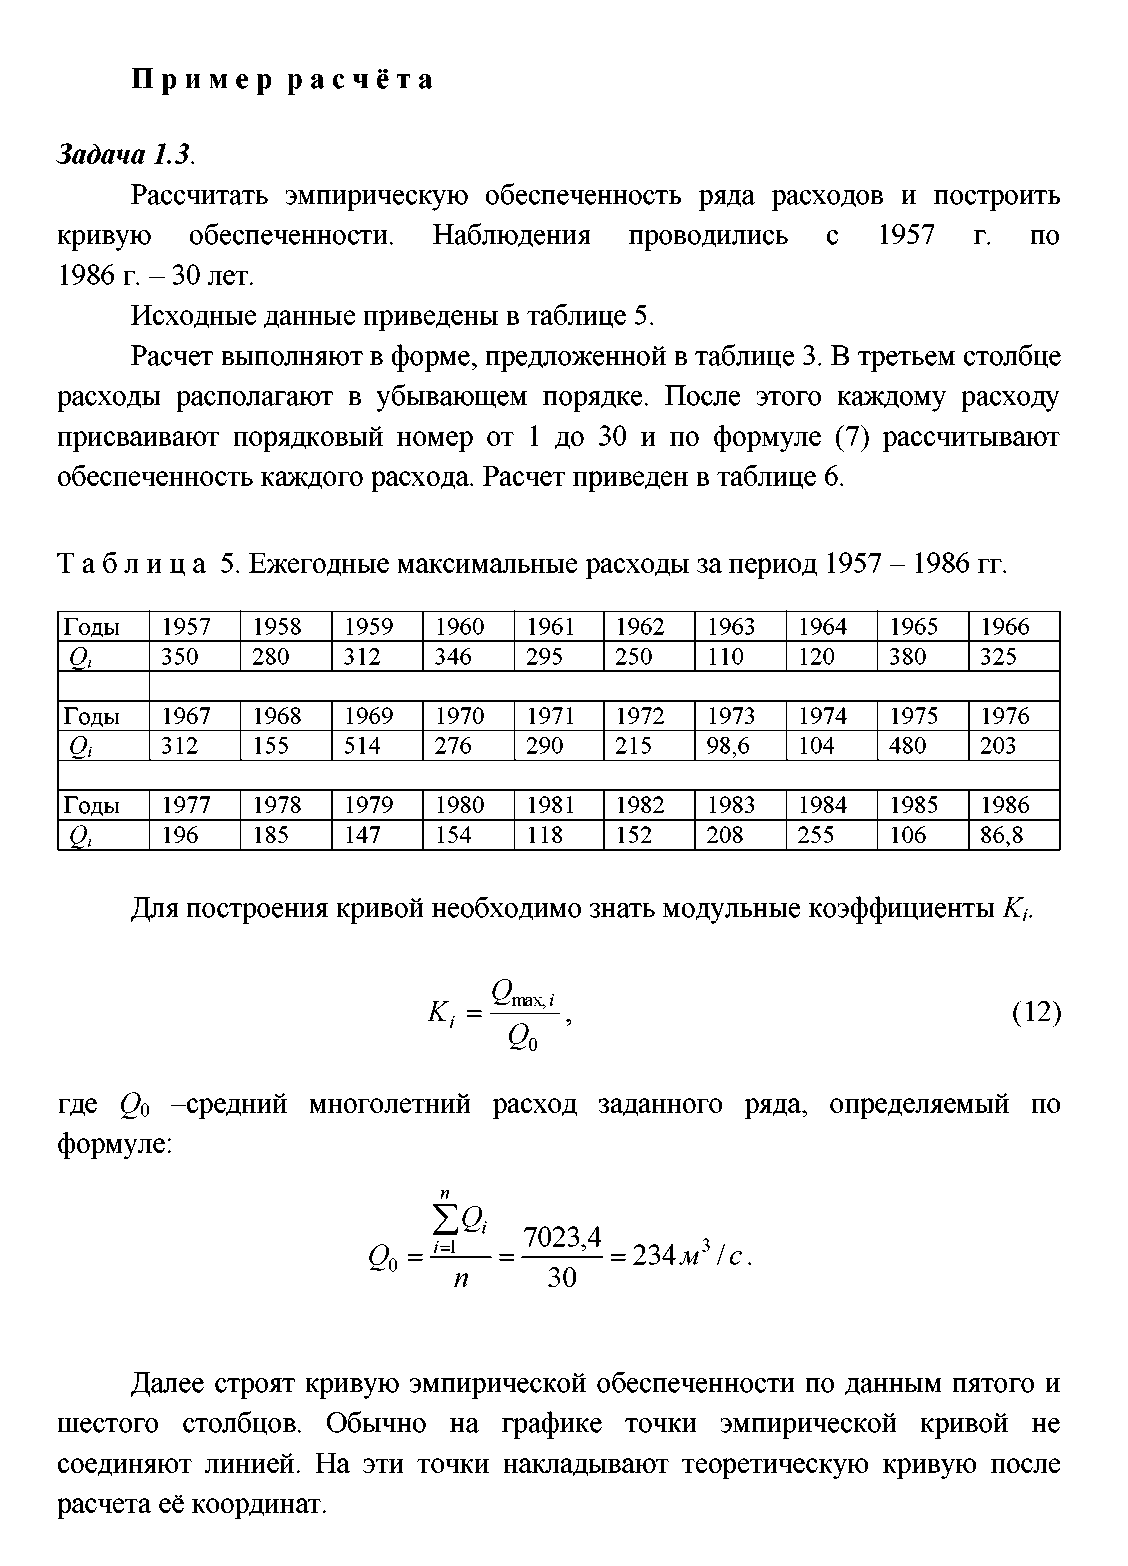 П р и м е р  р а с ч ё т а
Задача 1.3.
Рассчитать эмпирическую обеспеченность ряда расходов и построить
кривую обеспеченности. Наблюдения проводились с 1957 г. по
1986 г. – 30 лет.
Исходные данные приведены в таблице 5.
Расчет выполняют в форме, предложенной в таблице 3. В третьем столбце
расходы располагают в убывающем порядке. После этого каждому расходу
присваивают порядковый номер от 1 до 30 и по формуле (7) рассчитывают
обеспеченность каждого расхода. Расчет приведен в таблице 6.
Т а б л и ц а  5. Ежегодные максимальные расходы за период 1957 – 1986 гг.
Годы 1957 1958 1959 1960 1961 1962 1963 1964 1965 1966
Qi 350 280 312 346 295 250 110 120 380 325
Годы 1967 1968 1969 1970 1971 1972 1973 1974 1975 1976
Qi 312 155 514 276 290 215 98,6 104 480 203
Годы 1977 1978 1979 1980 1981 1982 1983 1984 1985 1986
Qi 196 185 147 154 118 152 208 255 106 86,8
Для построения кривой необходимо знать модульные коэффициенты Ki.
Ki = Qmax, i / Q0 , (12)
где Q0 –средний многолетний расход заданного ряда, определяемый по
формуле:
Q0 = ∑ i=1 n Qi / n = 7023,4 / 30 = 234 м³ / с .
Далее строят кривую эмпирической обеспеченности по данным пятого и
шестого столбцов. Обычно на графике точки эмпирической кривой не
соединяют линией. На эти точки накладывают теоретическую кривую после
расчета её координат.